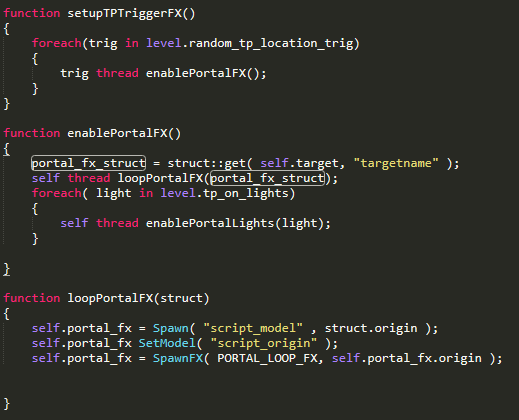 function setupTPTriggerFX()
{
foreach(trig in level.random_tp_location_trig)
{
trig thread enablePortalFX();
}
}
function enablePortalFX()
{
portal_fx_struct = struct::get( self.target, "targetname" );
self thread loopPortalFX(portal_fx_struct);
foreach( light in level.tp_on_lights)
{
self thread enablePortalLights(light);
}
}
function loopPortalFX(struct)
{
self.portal_fx = Spawn( "script_model" , struct.origin );
self.portal_fx SetModel( "script_origin" );
self.portal_fx = SpawnFX( PORTAL_LOOP_FX, self.portal_fx.origin );
}